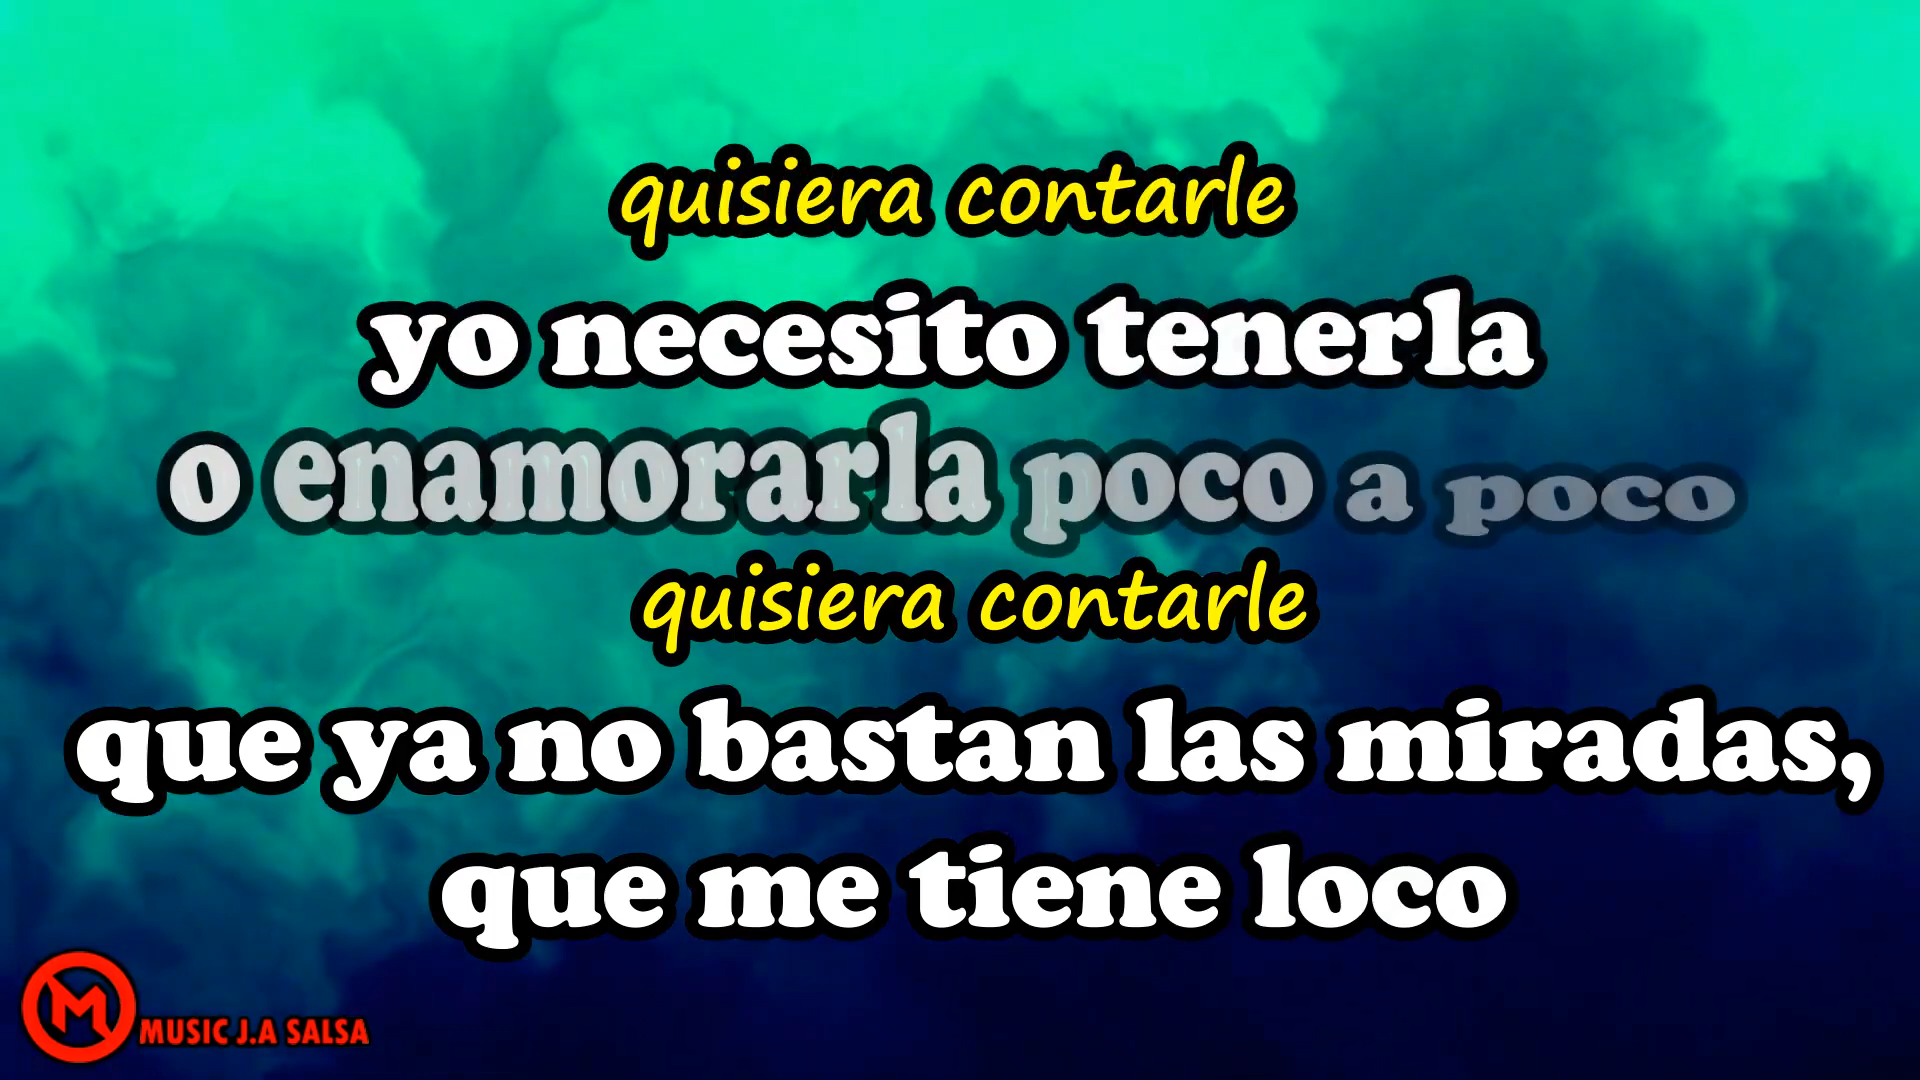 quisiera contarle
yo necesito tenerla
o enamorarla poco a poco
quisiera contarle
que ya no bastan las miradas,
que me tiene loco
M MUSIC J.A SALSA